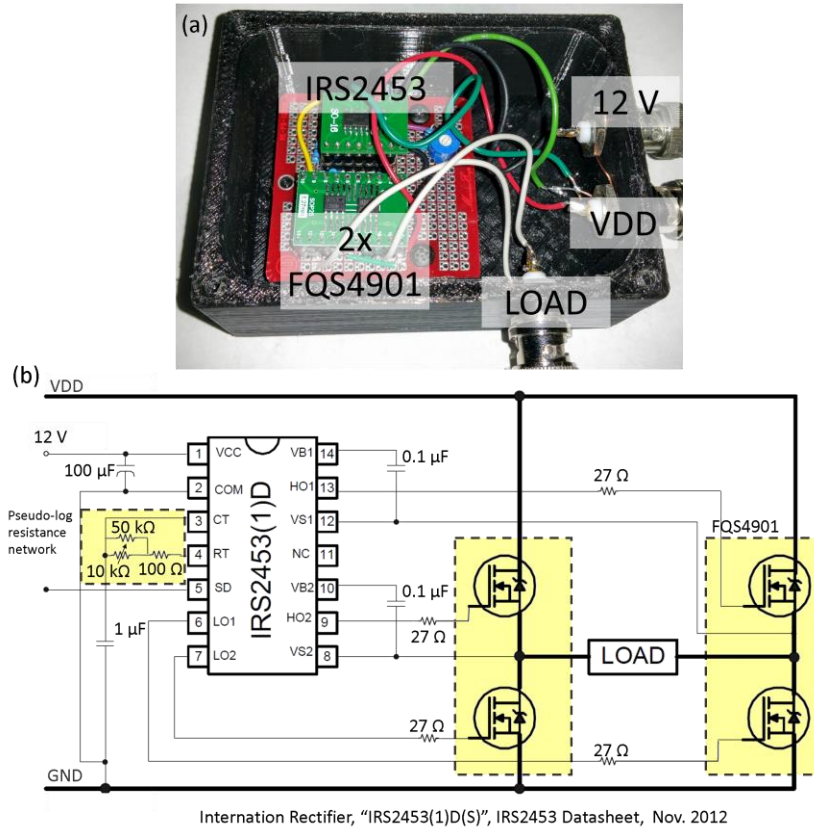 (a)
IRS2453
12 V
VDD
2x
FQS4901
LOAD
SO-16
(b)
VDD
12 V
100 µF
1 VCC VB1 14
0.1 µF
27 Ω
2 COM HO1 13
Pseudo-log
resistance
network
50 kΩ
3 CT VS1 12
FQS4901
10 kΩ 100 Ω
4 RT NC 11
5 SD VB2 10
0.1 µF
1 µF
6 LO1 HO2 9
27 Ω
7 LO2 VS2 8
IRS2453(1)D
LOAD
27 Ω
27 Ω
GND
Internation Rectifier, "IRS2453(1)D(S)", IRS2453 Datasheet, Nov. 2012